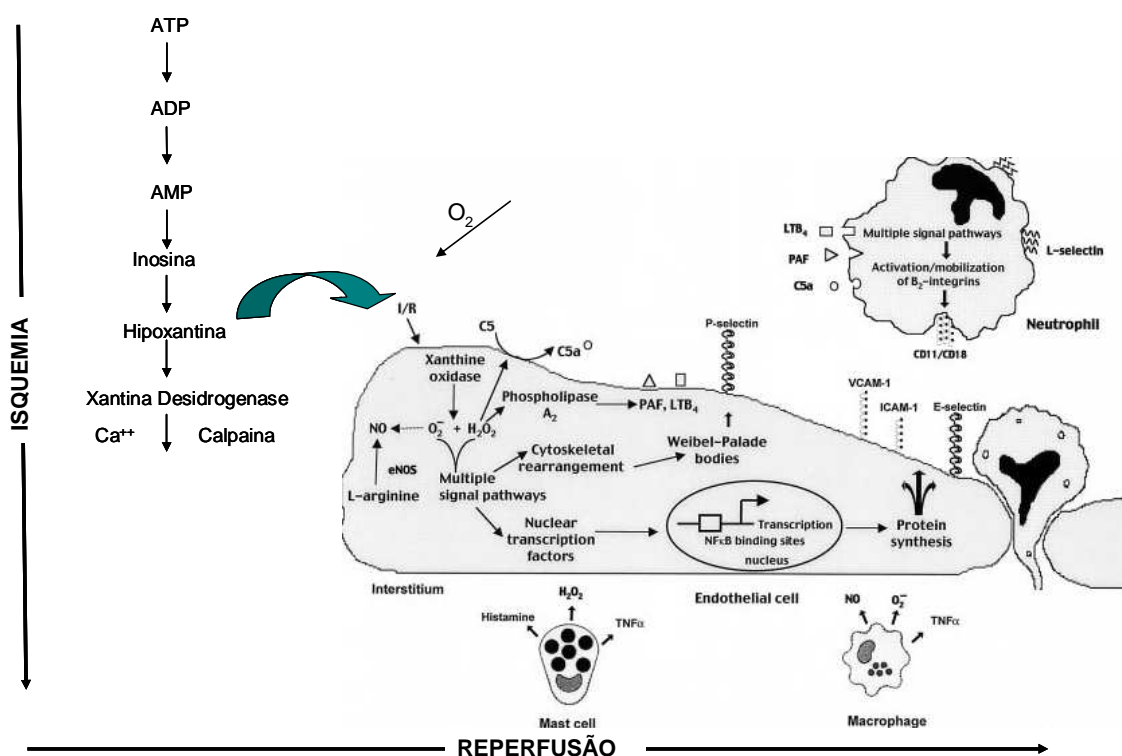 ATP
ADP
AMP
Inosina
Hipoxantina
Xantina Desidrogenase
Ca++
Calpaina
ISQUEMIA
O2
I/R
C5
C5a
Xanthine
oxidase
Phospholipase
A2
PAF, LTB4
NO
O2- + H2O2
eNOS
L-arginine
Multiple
signal pathways
Cytoskeletal
rearrangement
Weibel-Palade
bodies
Nuclear
transcription
factors
Transcription
NFκB binding sites
nucleus
Protein
synthesis
P-selectin
VCAM-1
ICAM-1
E-selectin
LTB4
PAF
C5a
Multiple signal pathways
Activation/mobilization
of B2-integrins
L-selectin
Neutrophil
CD11/CD18
Interstitium
Endothelial cell
H2O2
Histamine
TNFα
Mast cell
NO
O2-
TNFα
Macrophage
REPERFUSÃO